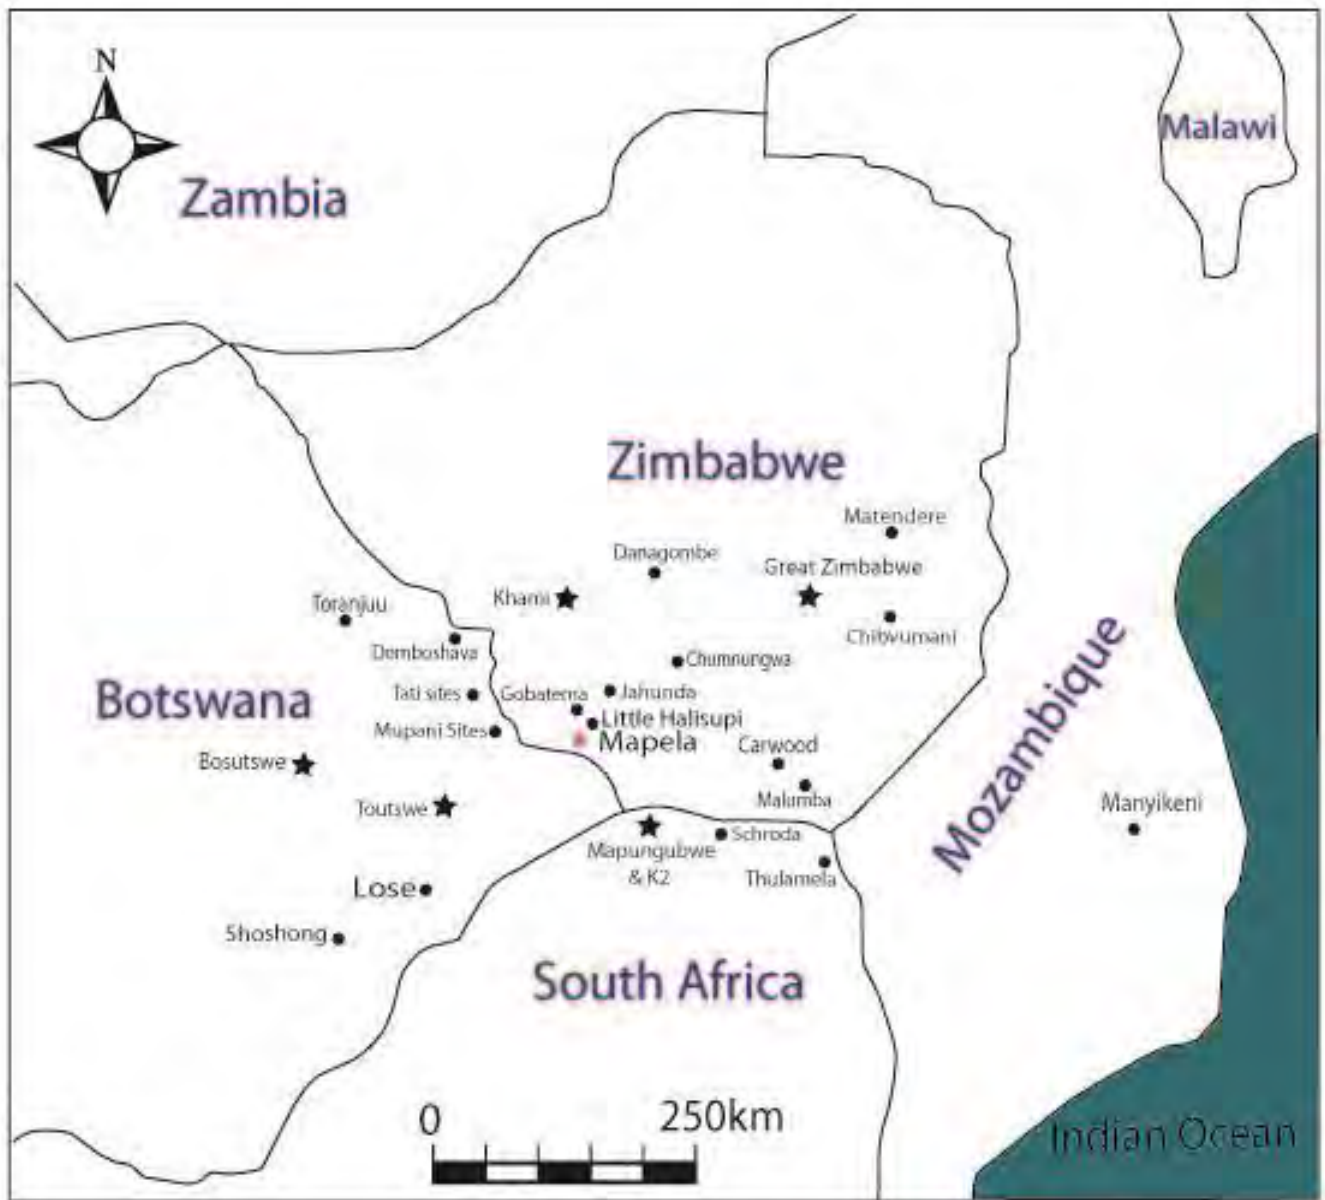 N
Malawi
Zambia
Zimbabwe
Matendere
Danagombe
Great Zimbabwe
Khami
Toranjuu
Chibvumani
Domboshava
Chumnungwa
Botswana
Tati sites
Gobatema
Jahunda
Little Halisupi
Mupani Sites
Mapela
Carwood
Bosutswe
Mozambique
Malumba
Toutswe
Manyikeni
Schroda
Mapungubwe
& K2
Thulamela
Lose
Shoshong
South Africa
0
250km
Indian Ocean